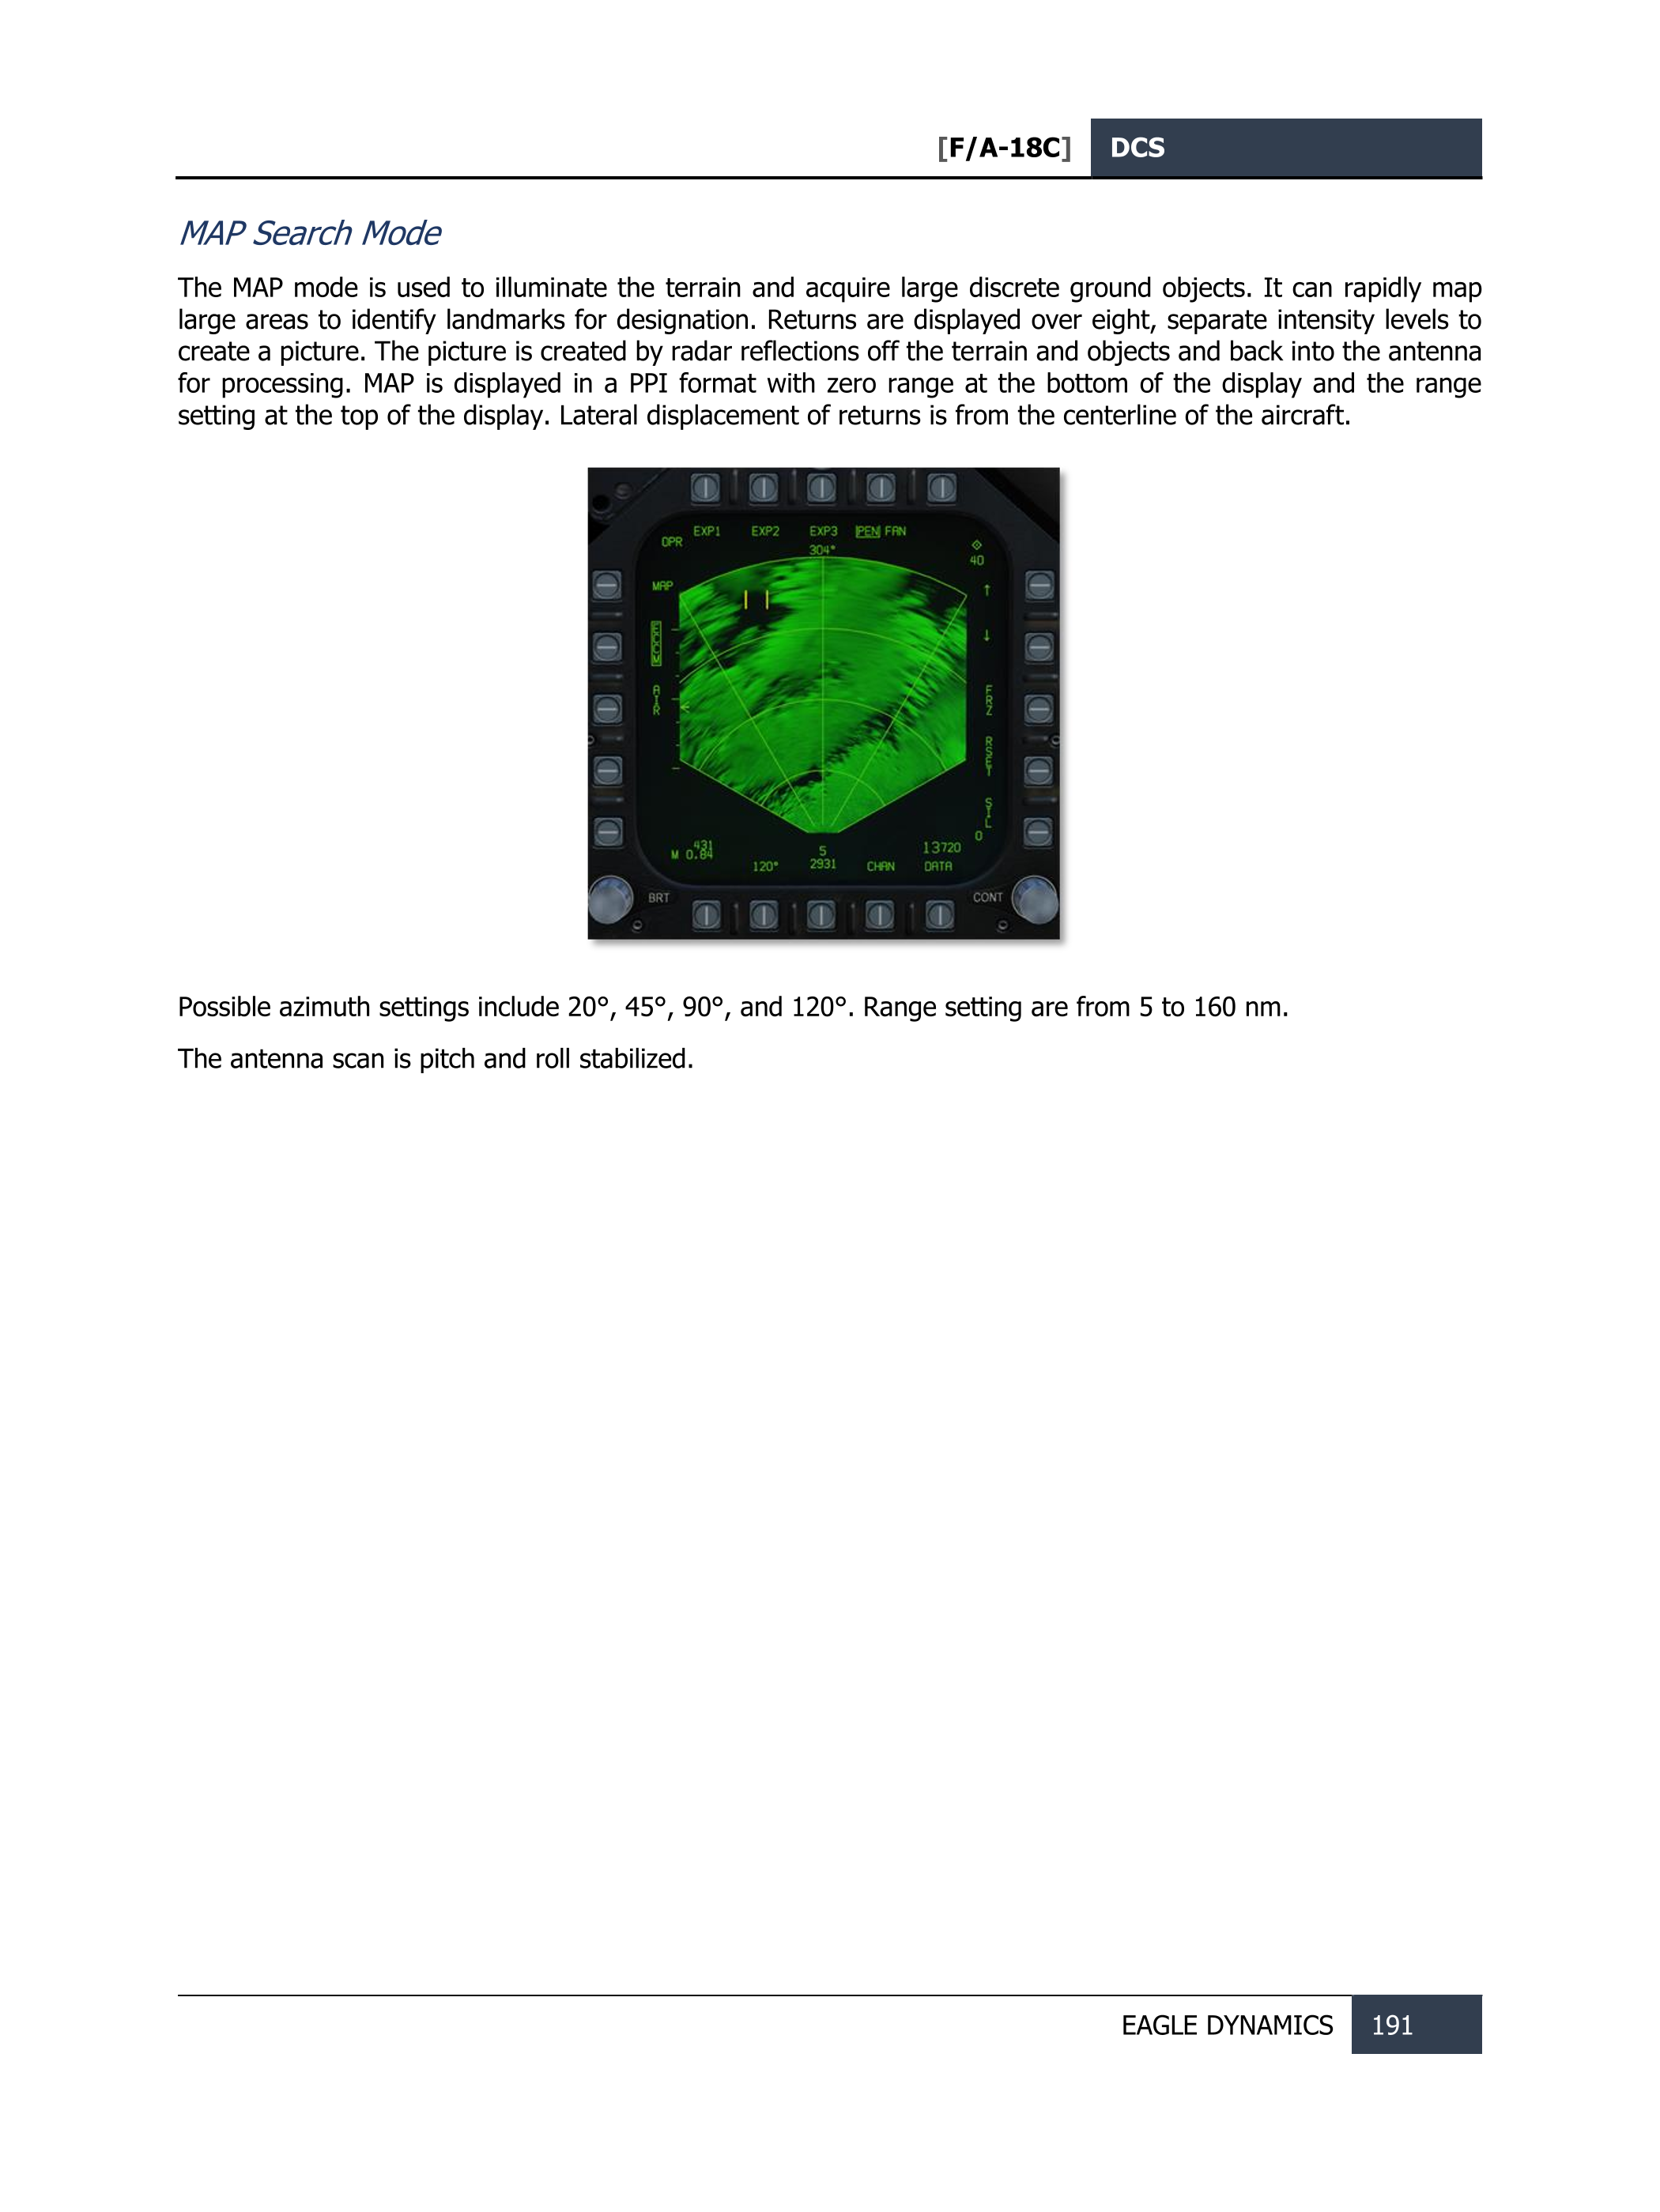 [F/A-18C] DCS
MAP Search Mode
The MAP mode is used to illuminate the terrain and acquire large discrete ground objects. It can rapidly map
large areas to identify landmarks for designation. Returns are displayed over eight, separate intensity levels to
create a picture. The picture is created by radar reflections off the terrain and objects and back into the antenna
for processing. MAP is displayed in a PPI format with zero range at the bottom of the display and the range
setting at the top of the display. Lateral displacement of returns is from the centerline of the aircraft.
EXP1 EXP2 EXP3 PEN FAN
OPR
304°
40
MAP
ECCM
AIR
FRZ
RSET
SIL
0
431
M 0.84
5
13720
120°
2931
CHAN
DATA
BRT
CONT
Possible azimuth settings include 20°, 45°, 90°, and 120°. Range setting are from 5 to 160 nm.
The antenna scan is pitch and roll stabilized.
EAGLE DYNAMICS 191